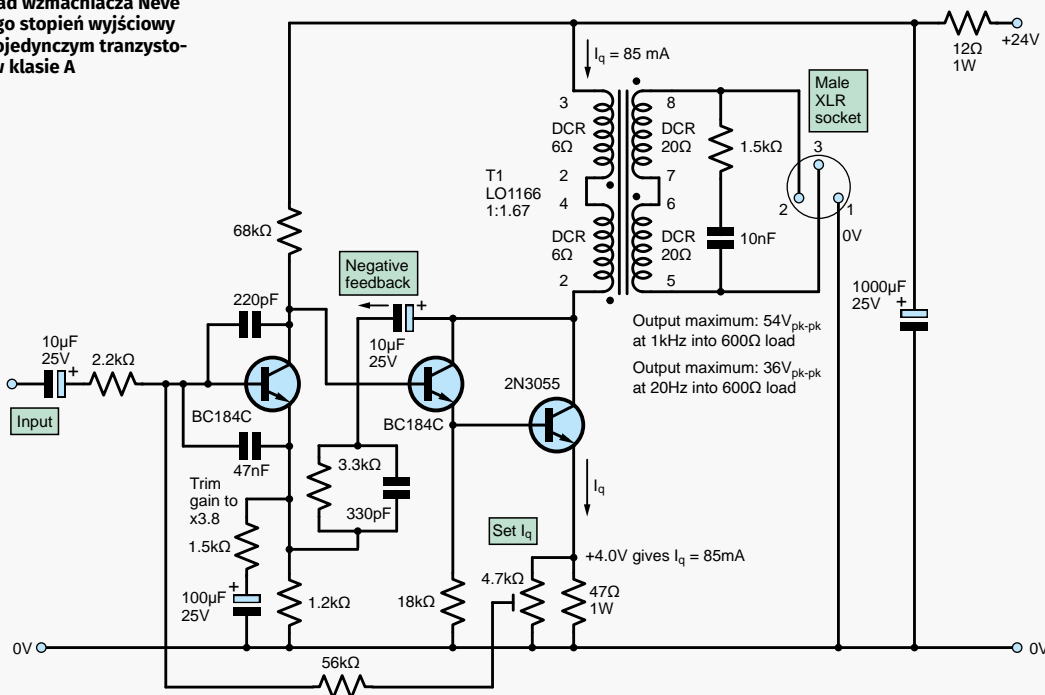 ad wzmacniacza Neve
go stopień wyjściowy
ojedynczym tranzysto-
w klasie A
Iq = 85 mA
12Ω
1W
+24V
Male
XLR
socket
3
8
DCR
6Ω
DCR
20Ω
1.5kΩ
3
T1
LO1166
1:1.67
2
7
2
1
4
6
0V
68kΩ
DCR
6Ω
DCR
20Ω
10nF
Negative
feedback
2
5
1000µF
25V
+
220pF
+
10µF
25V
Output maximum: 54Vpk-pk
at 1kHz into 600Ω load
Output maximum: 36Vpk-pk
at 20Hz into 600Ω load
10µF
25V
+
2.2kΩ
2N3055
Input
BC184C
BC184C
47nF
3.3kΩ
330pF
Iq
Trim
gain to
x3.8
Set Iq
1.5kΩ
+4.0V gives Iq = 85mA
4.7kΩ
47Ω
1W
+
100µF
25V
1.2kΩ
18kΩ
0V
0V
56kΩ